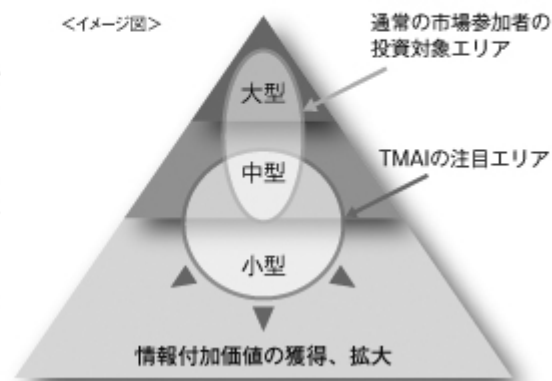 <イメージ図>
通常の市場参加者の
投資対象エリア
大型
中型
TMAIの注目エリア
小型
情報付加価値の獲得、拡大